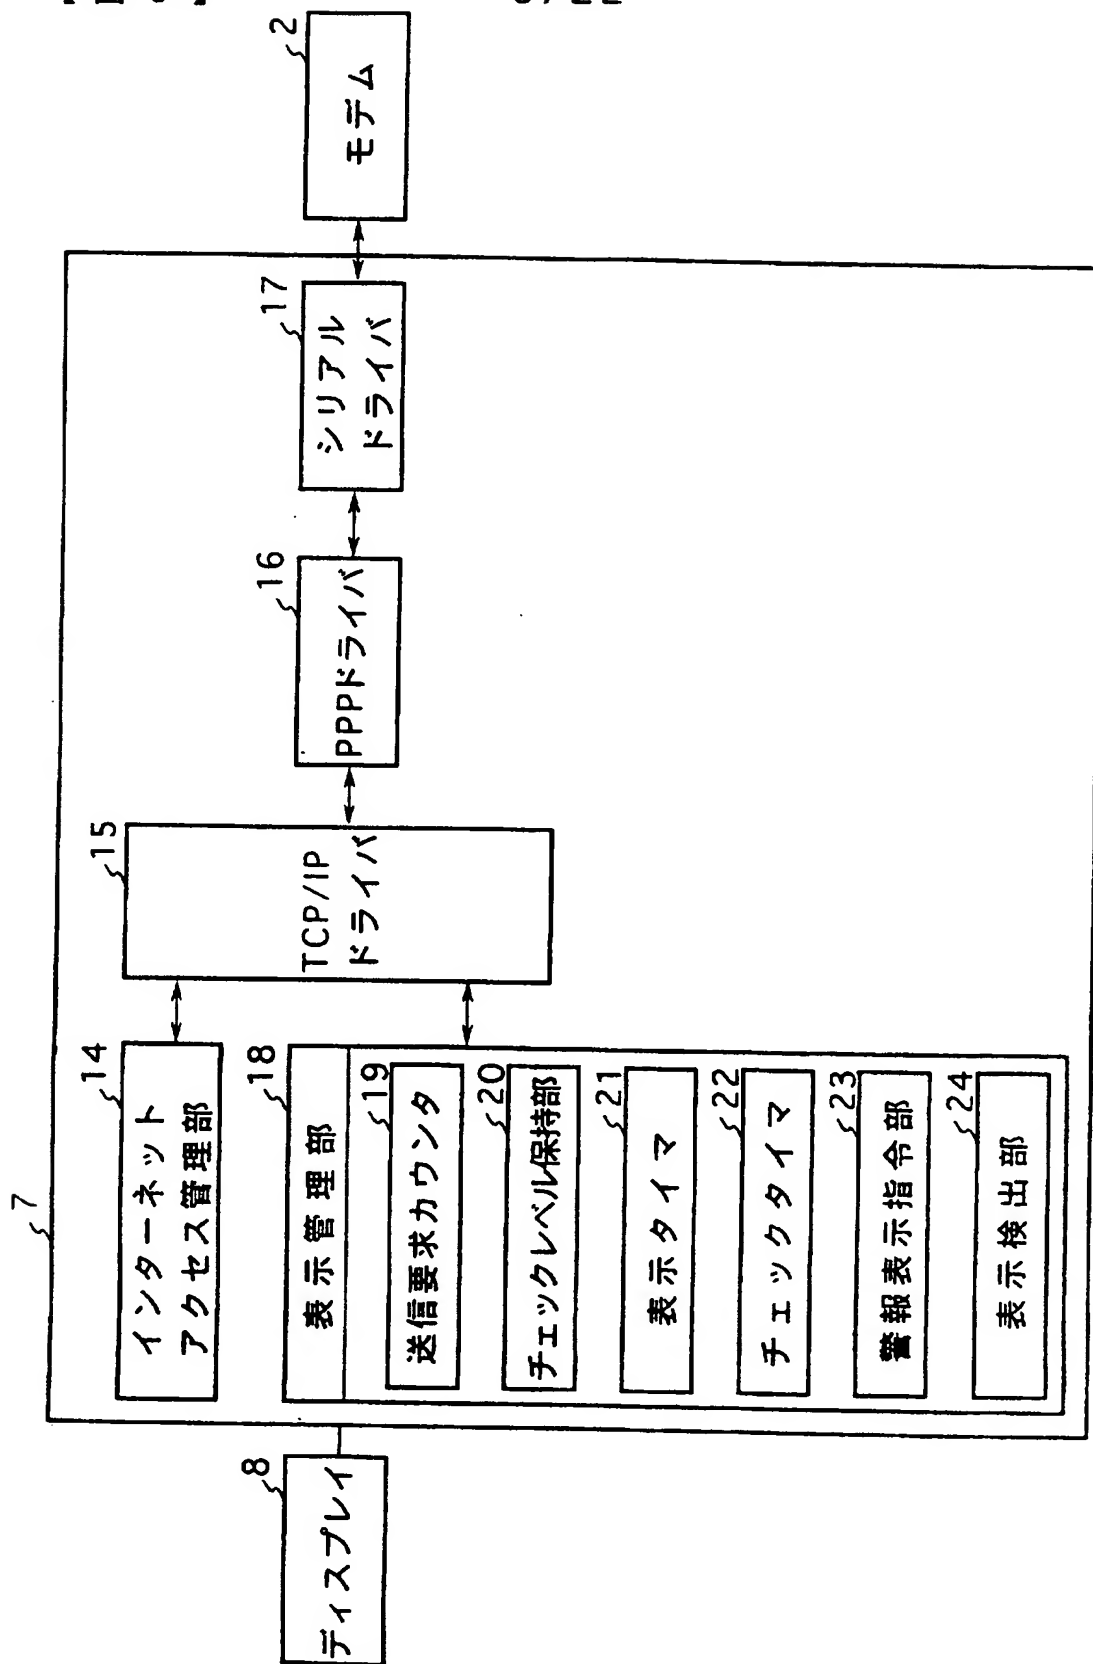 2
モデム
17
シリアル
ドライバ
16
PPPドライバ
15
TCP/IP
ドライバ
7
14
インターネット
アクセス管理部
18
表示管理部
19
送信要求カウンタ
20
チェックレベル保持部
21
表示タイマ
22
チェックタイマ
23
警報表示指令部
24
表示検出部
8
ディスプレイ